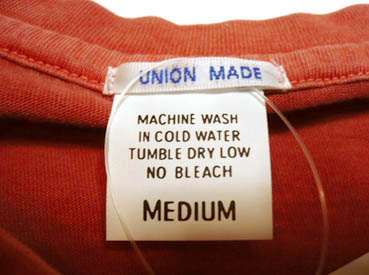 UNION MADE
MACHINE WASH
IN COLD WATER
TUMBLE DRY LOW
NO BLEACH
MEDIUM